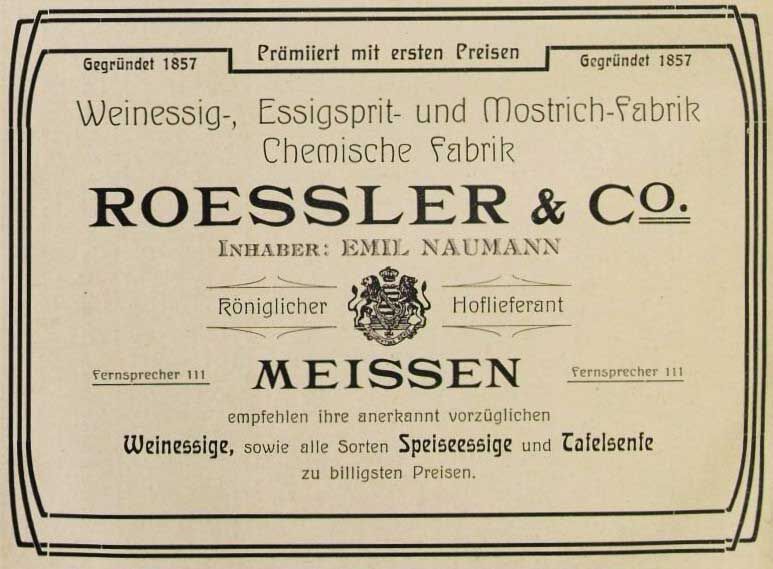 Gegründet 1857 Prämiiert mit ersten Preisen Gegründet 1857
Weinessig-, Essigsprit- und Mostrich-Fabrik
Chemische Fabrik
ROESSLER & Co.
INHABER: EMIL NAUMANN
Königlicher Hoflieferant
Fernsprecher 111 MEISSEN Fernsprecher 111
empfehlen ihre anerkannt vorzüglichen
Weinessige, sowie alle Sorten Speiseessige und Tafelsenfe
zu billigsten Preisen.